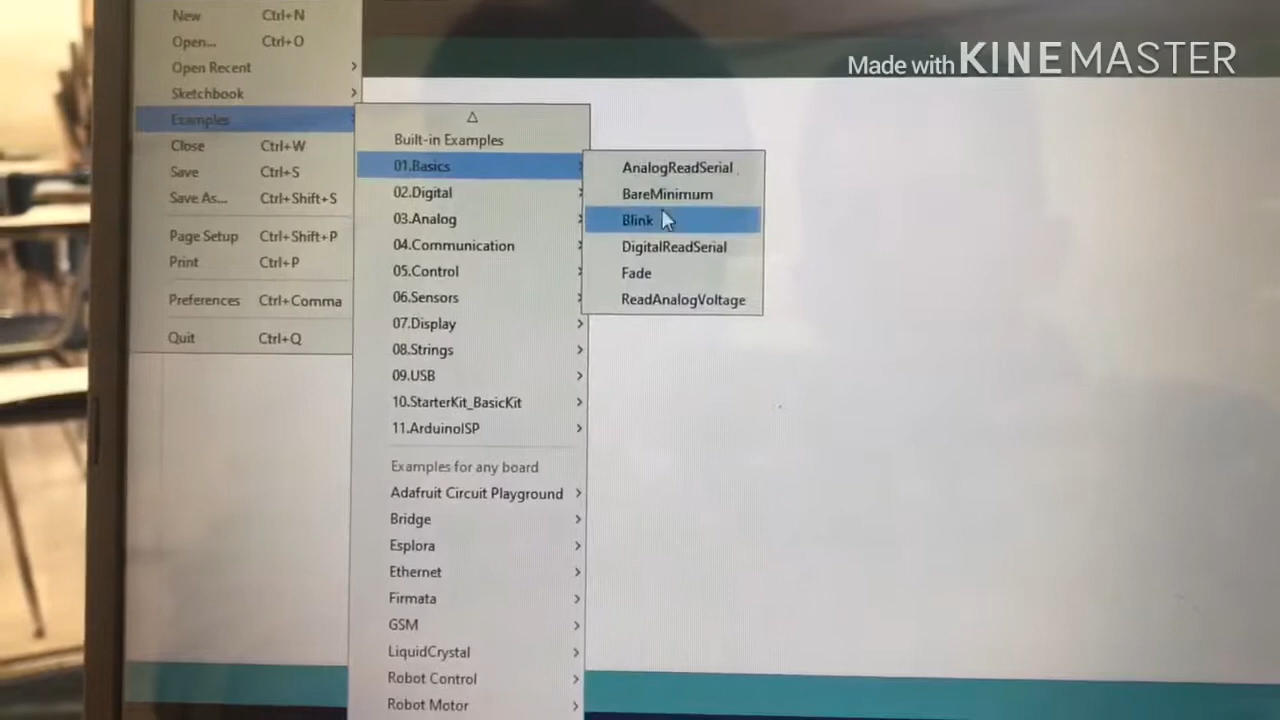 Made with KINEMASTER
New Ctrl+N
Open... Ctrl+O
Open Recent
Sketchbook
Examples
Close Ctrl+W
Save Ctrl+S
Save As... Ctrl+Shift+S
Page Setup Ctrl+Shift+P
Print Ctrl+P
Preferences Ctrl+Comma
Quit Ctrl+Q
Built-in Examples
01.Basics
02.Digital
03.Analog
04.Communication
05.Control
06.Sensors
07.Display
08.Strings
09.USB
10.StarterKit_BasicKit
11.ArduinoISP
Examples for any board
Adafruit Circuit Playground
Bridge
Esplora
Ethernet
Firmata
GSM
LiquidCrystal
Robot Control
Robot Motor
AnalogReadSerial
BareMinimum
Blink
DigitalReadSerial
Fade
ReadAnalogVoltage